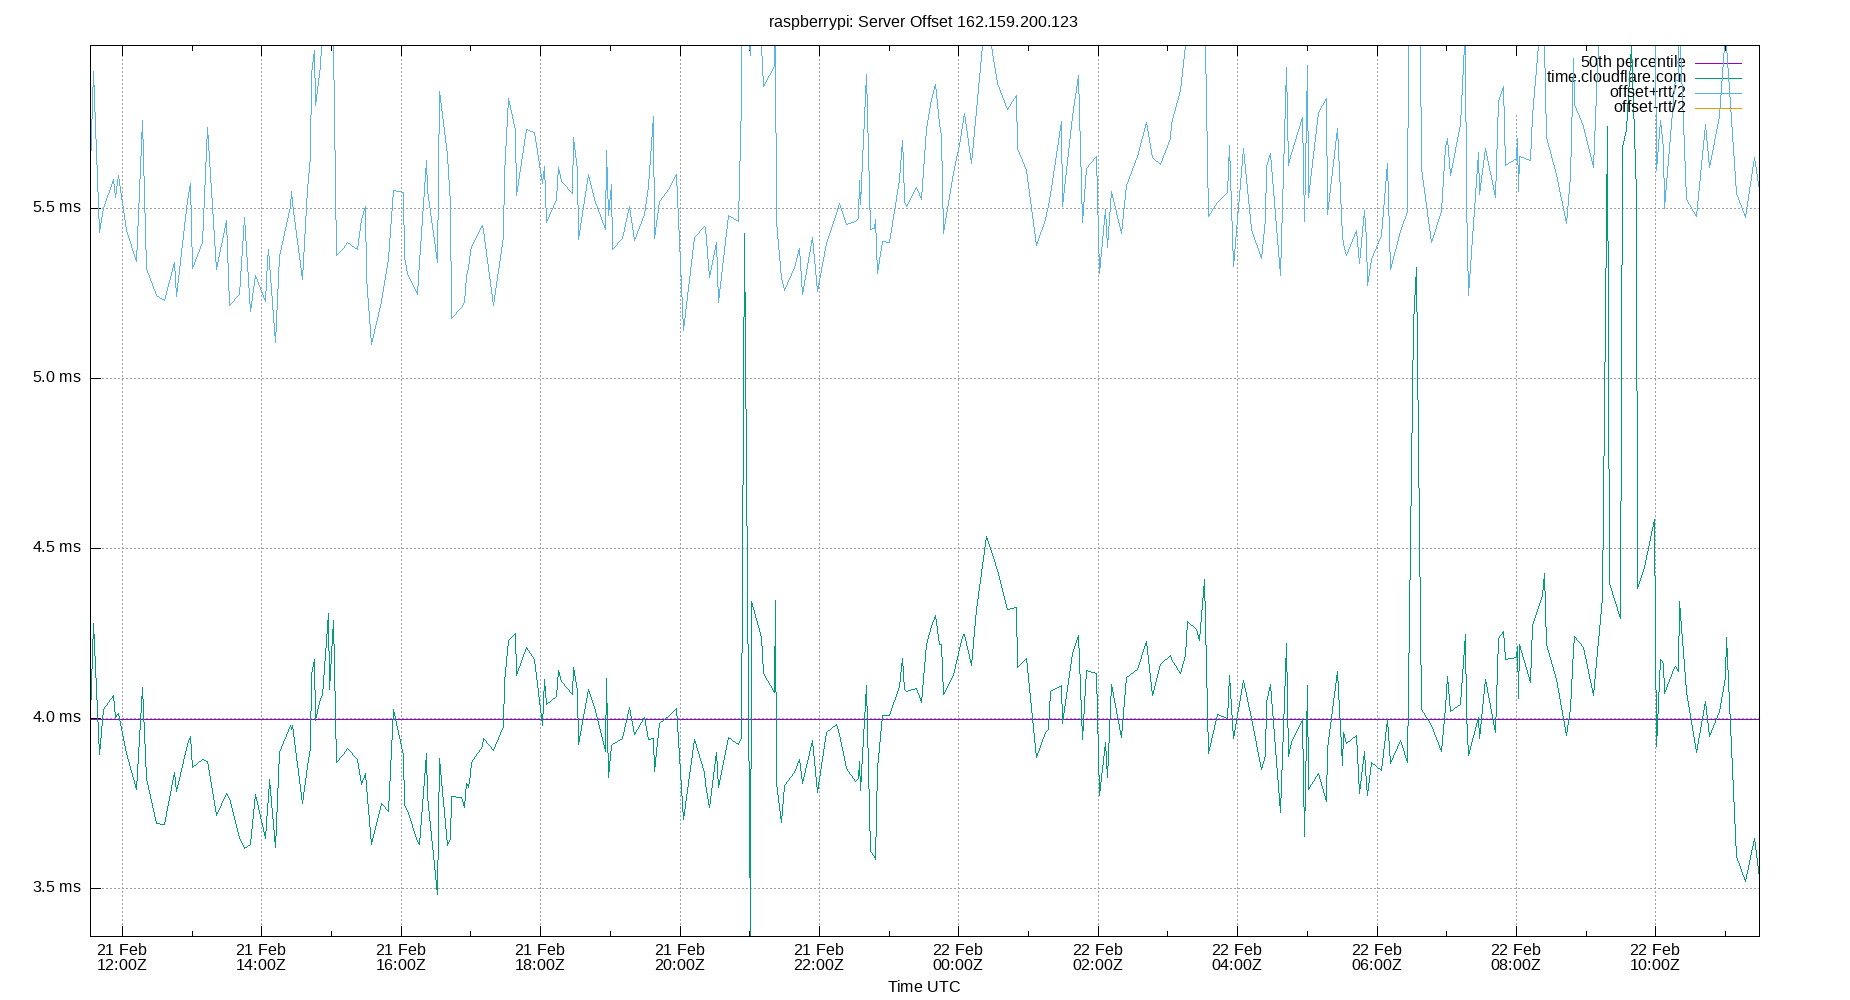 raspberrypi: Server Offset 162.159.200.123
50th percentile
time.cloudflare.com
offset+rtt/2
offset-rtt/2
5.5 ms
5.0 ms
4.5 ms
4.0 ms
3.5 ms
21 Feb 21 Feb 21 Feb 21 Feb 21 Feb 21 Feb 22 Feb 22 Feb 22 Feb 22 Feb 22 Feb 22 Feb
12:00Z 14:00Z 16:00Z 18:00Z 20:00Z 22:00Z 00:00Z 02:00Z 04:00Z 06:00Z 08:00Z 10:00Z
Time UTC